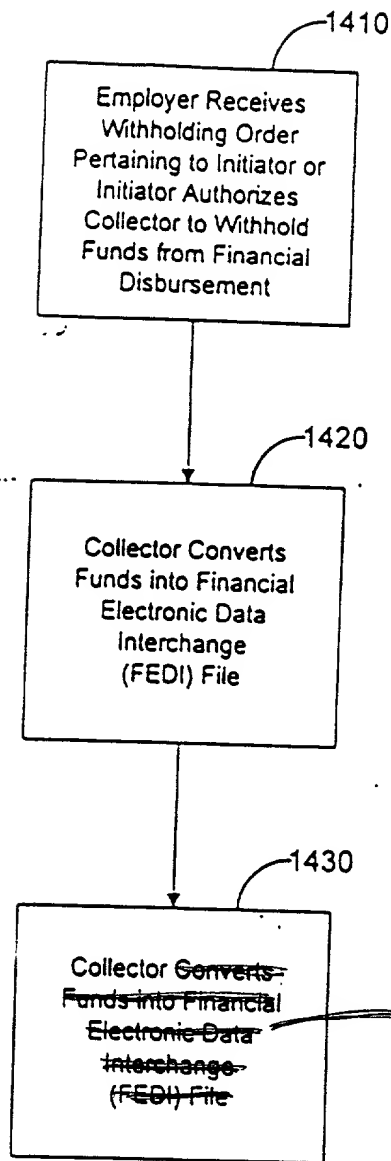 1410
Employer Receives
Withholding Order
Pertaining to Initiator or
Initiator Authorizes
Collector to Withhold
Funds from Financial
Disbursement
1420
Collector Converts
Funds into Financial
Electronic Data
Interchange
(FEDI) File
1430
Collector Converts
Funds into Financial
Electronic Data
Interchange
(FEDI) File